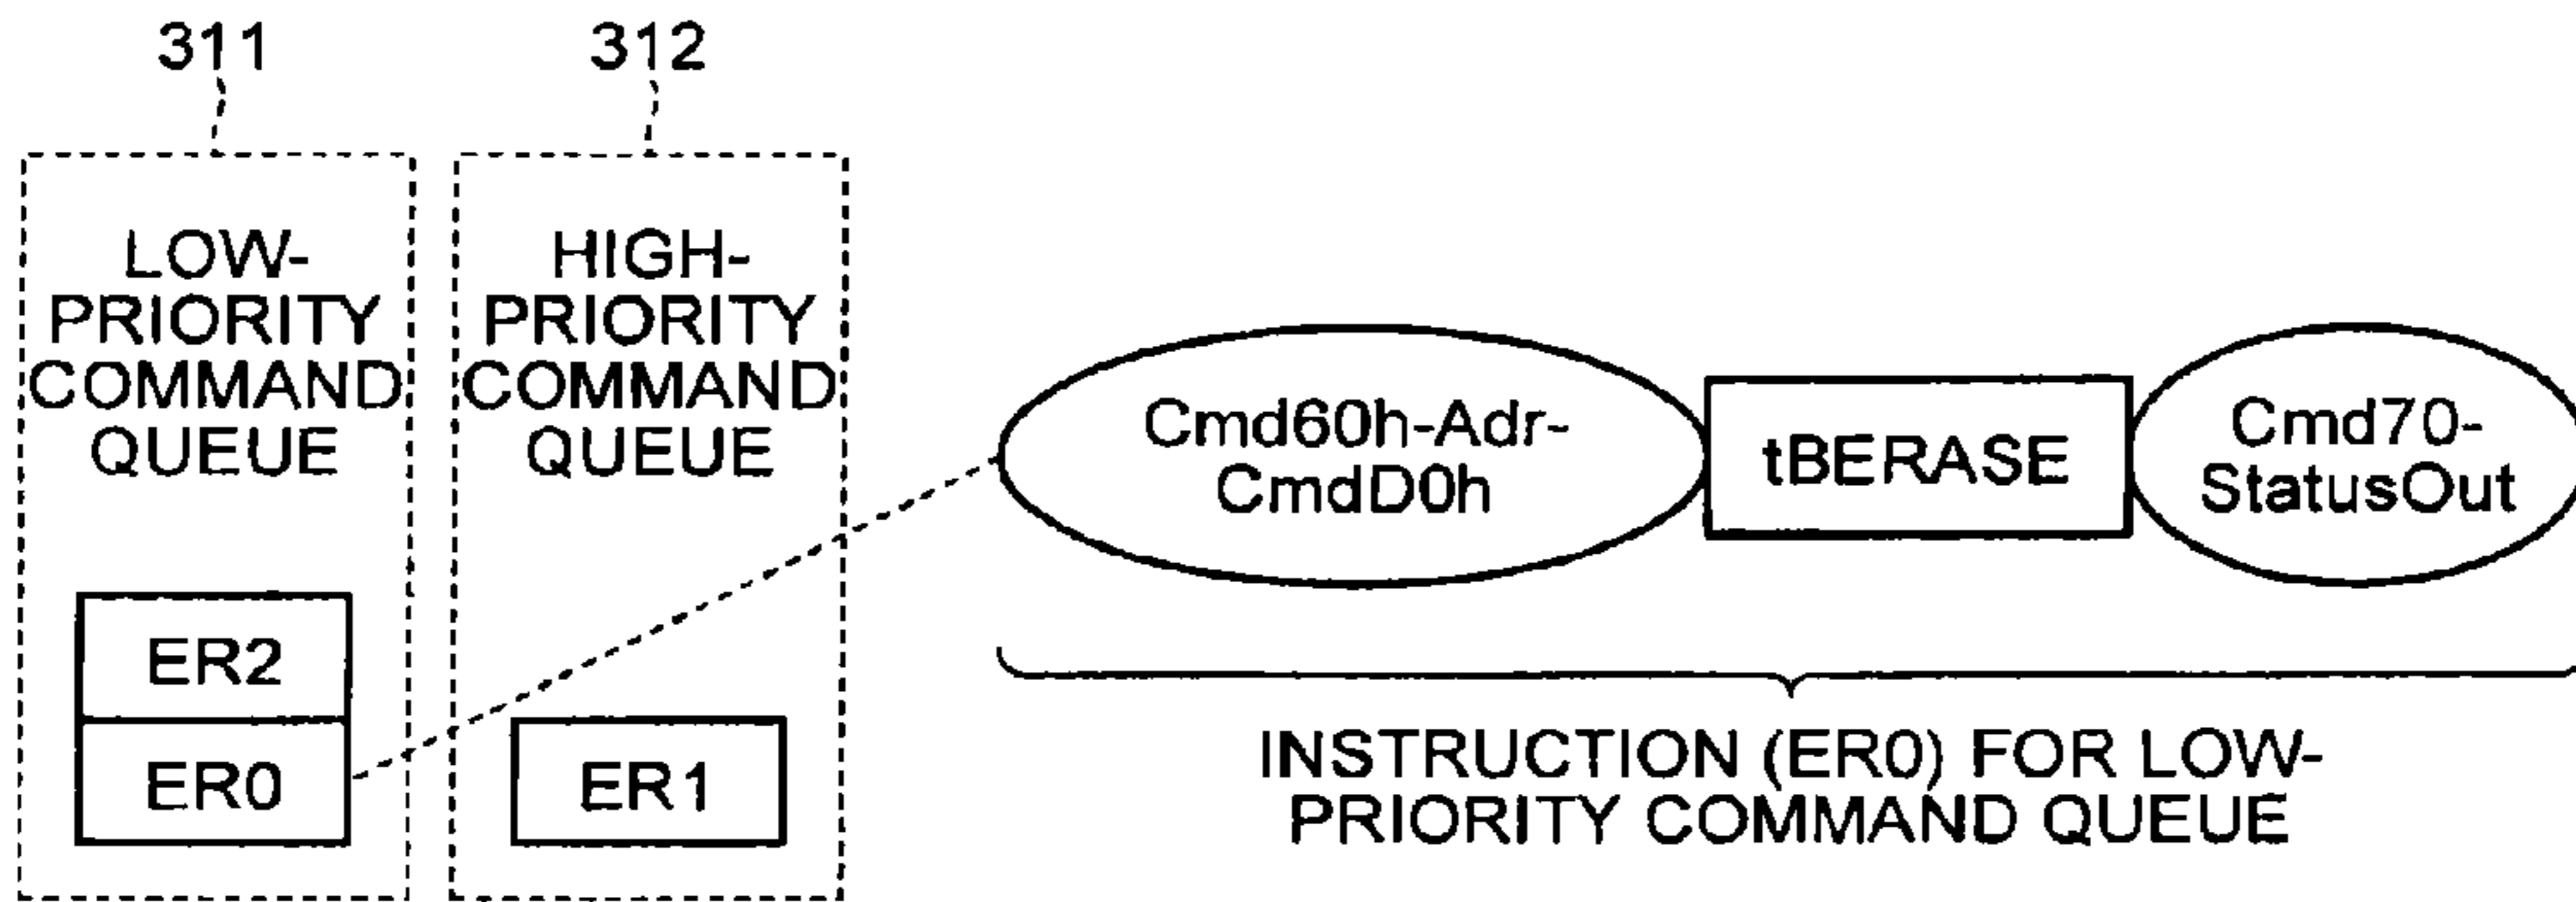 311
312
LOW-
PRIORITY
COMMAND
QUEUE
HIGH-
PRIORITY
COMMAND
QUEUE
ER2
ER0
ER1
Cmd60h-Adr-
CmdD0h
tBERASE
Cmd70-
StatusOut
INSTRUCTION (ER0) FOR LOW-
PRIORITY COMMAND QUEUE